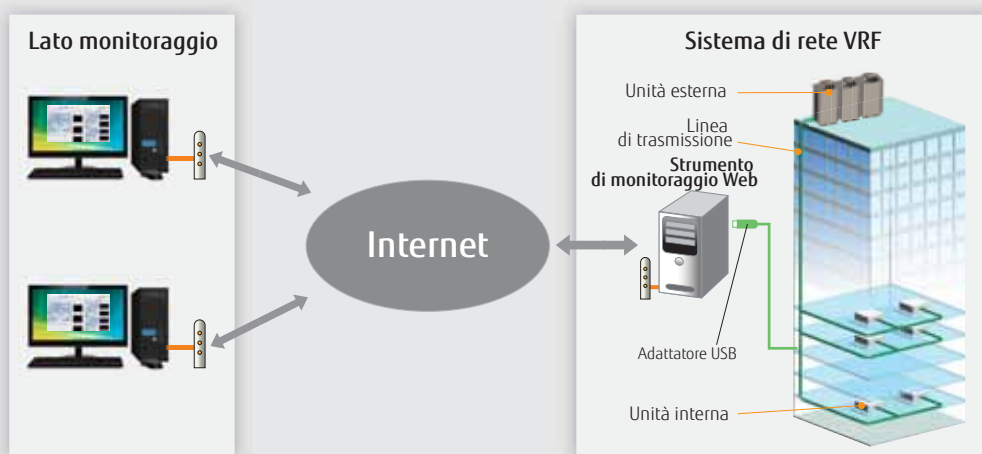 Lato monitoraggio
Internet
Sistema di rete VRF
Unità esterna
Linea
di trasmissione
Strumento
di monitoraggio Web
Adattatore USB
Unità interna